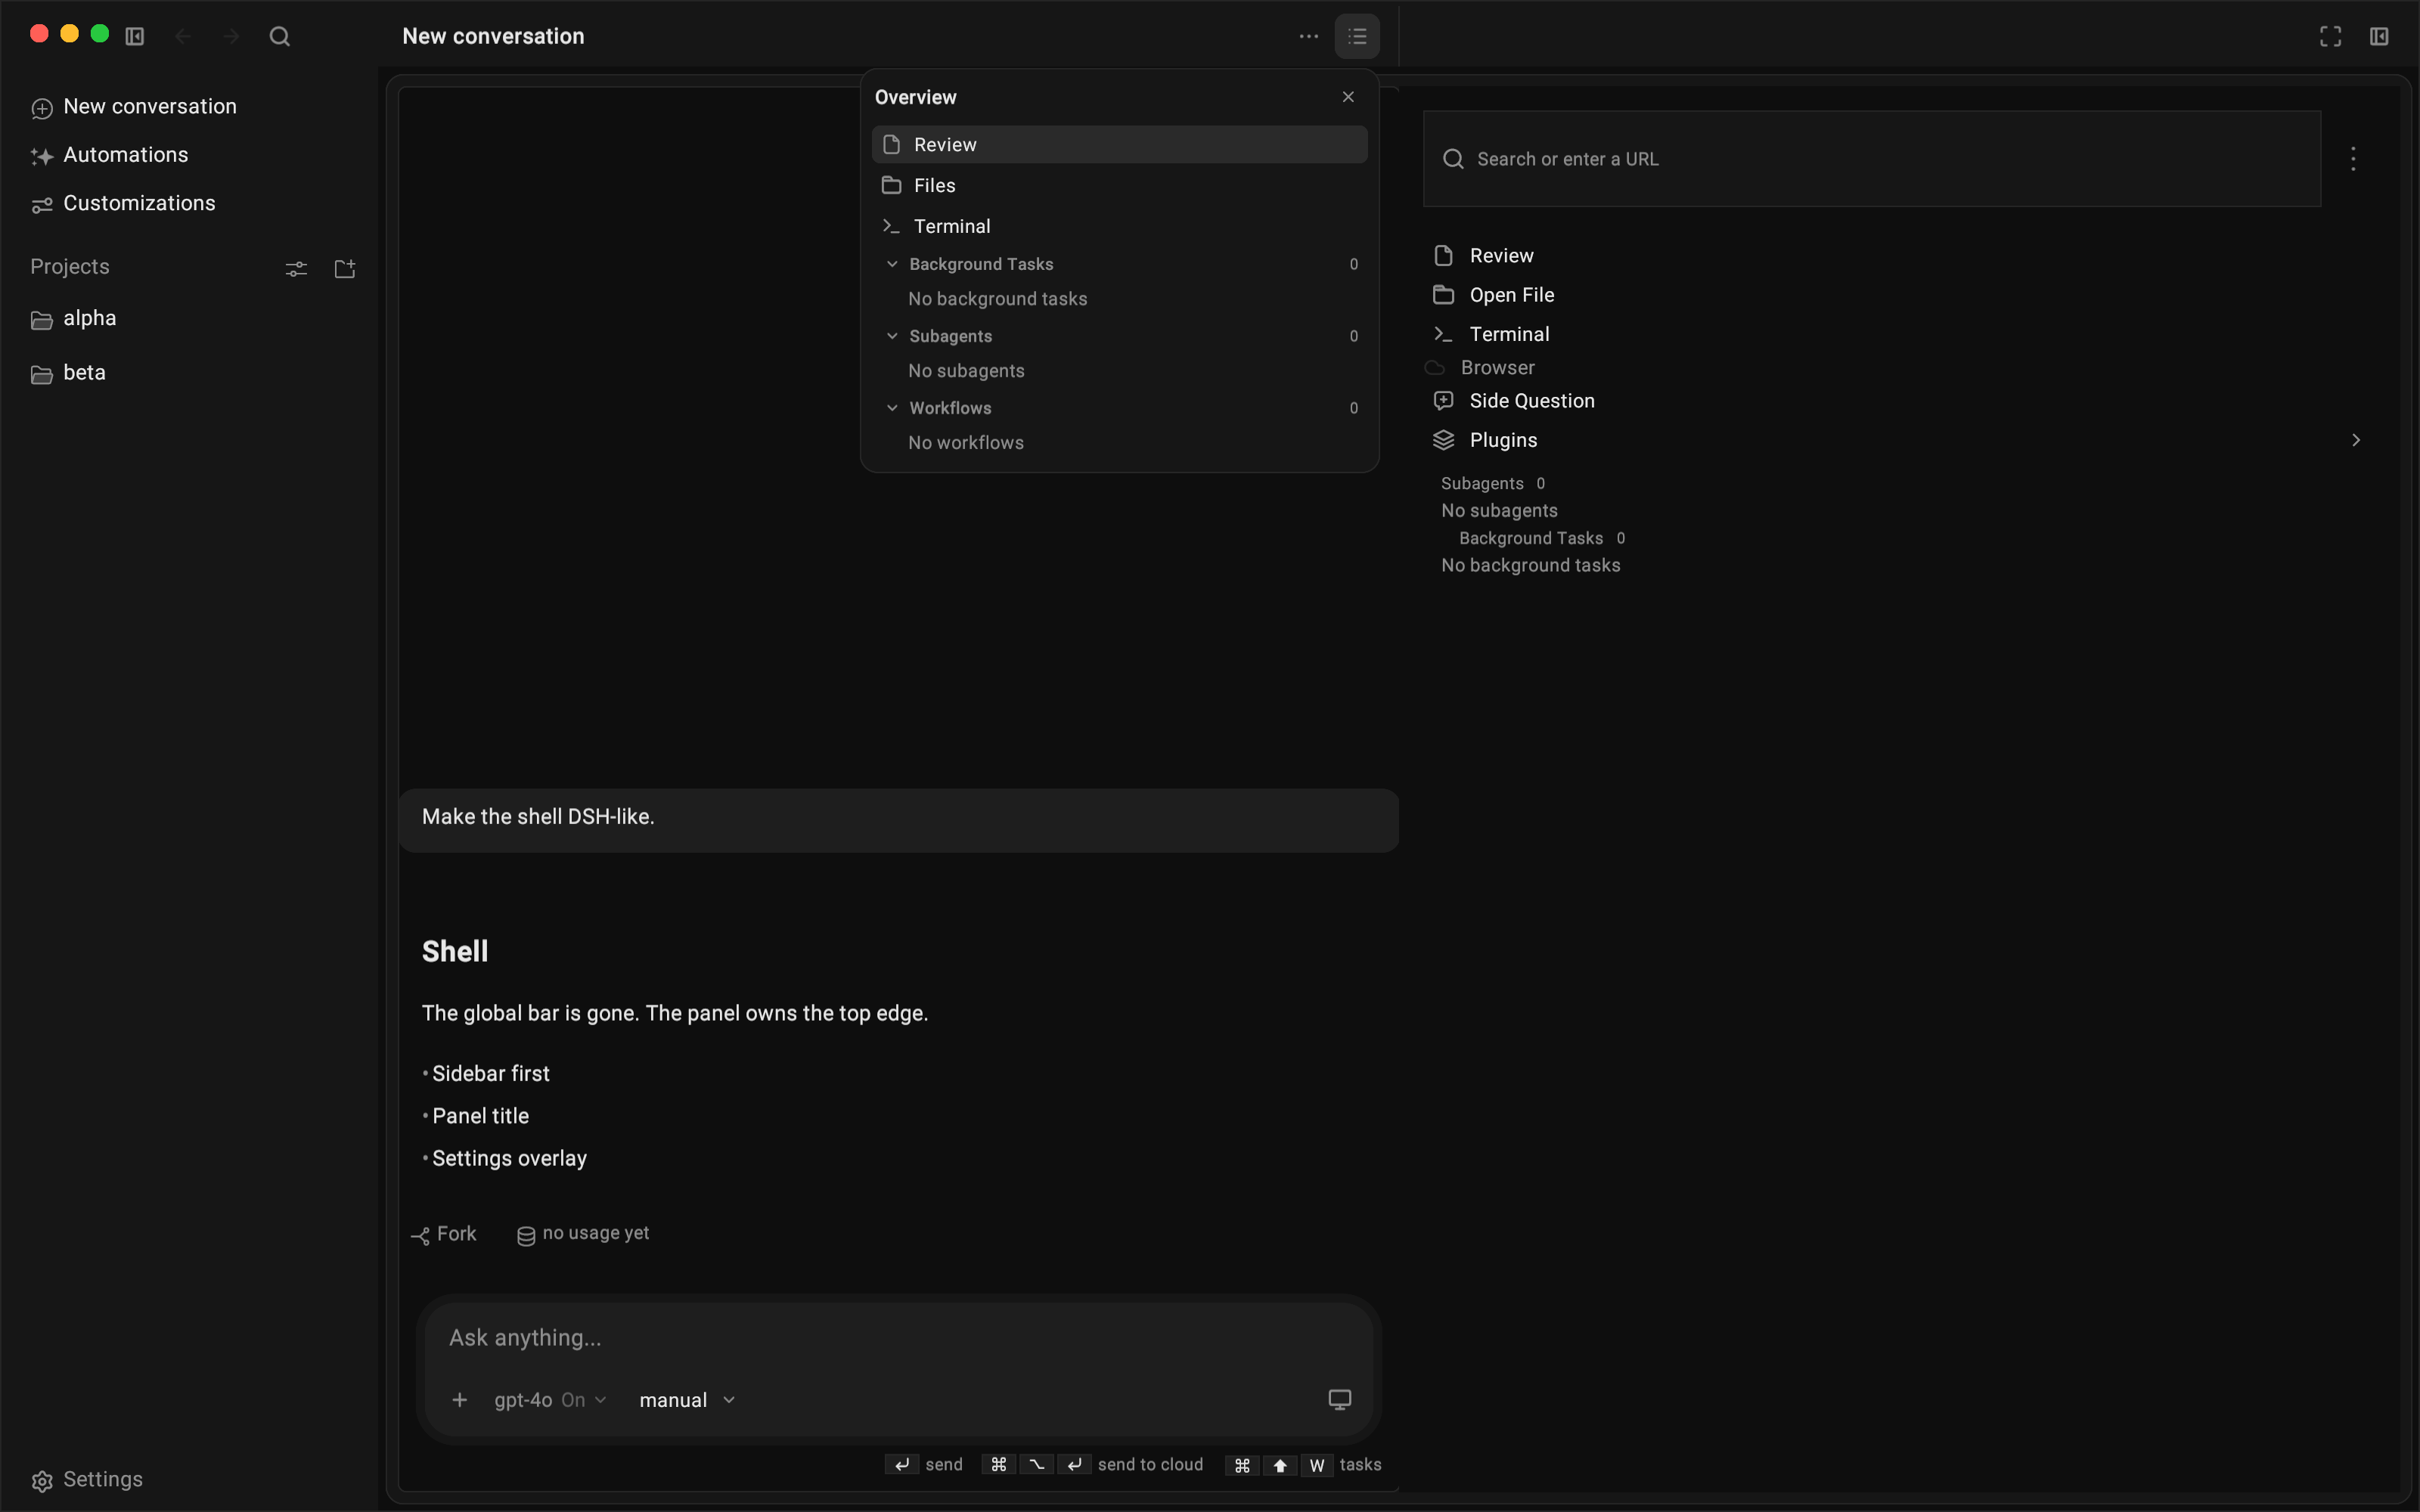 New conversation
New conversation
Automations
Customizations
Projects
alpha
beta
Settings
Overview
Review
Files
Terminal
Background Tasks 0
No background tasks
Subagents 0
No subagents
Workflows 0
No workflows
Make the shell DSH-like.
Shell
The global bar is gone. The panel owns the top edge.
• Sidebar first
• Panel title
• Settings overlay
Fork no usage yet
Ask anything...
gpt-4o On manual
send ⌘ ⌥ send to cloud ⌘ W tasks
Search or enter a URL
Review
Open File
Terminal
Browser
Side Question
Plugins
Subagents 0
No subagents
Background Tasks 0
No background tasks